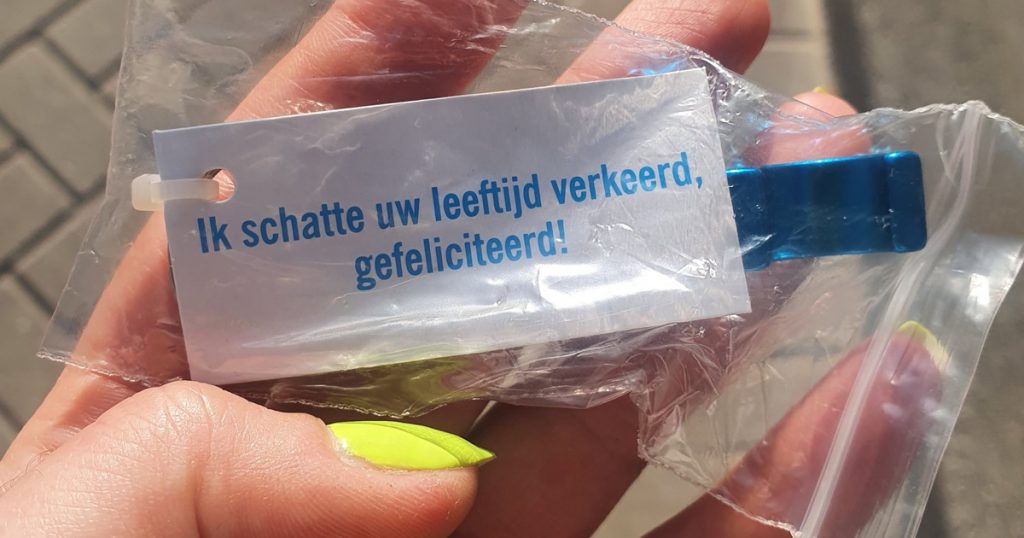 Ik schatte uw leeftijd verkeerd,
gefeliciteerd!